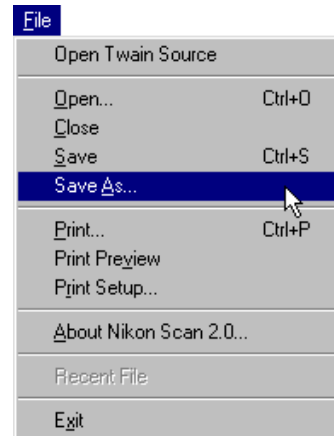 File
Open Twain Source
Open... Ctrl+O
Close
Save Ctrl+S
Save As...
Print... Ctrl+P
Print Preview
Print Setup...
About Nikon Scan 2.0...
Recent File
Exit